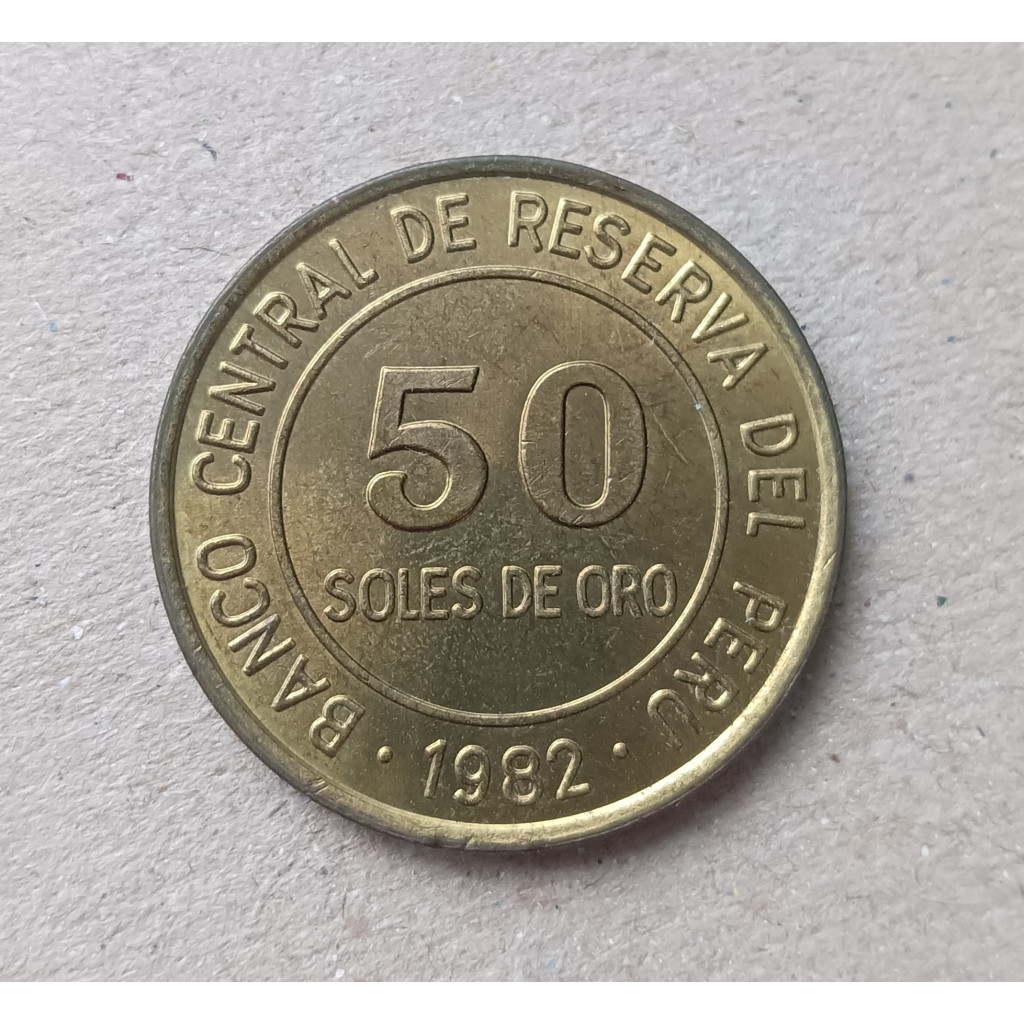 BANCO CENTRAL DE RESERVA DEL PERU
50
SOLES DE ORO
· 1982 ·